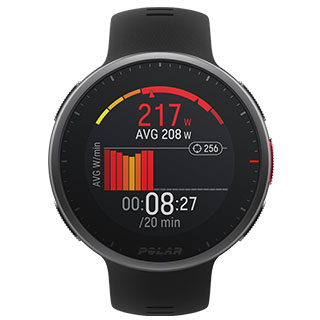 217 W
AVG 208 W
256
AVG W/min
00:08:27
/20 min
POLAR